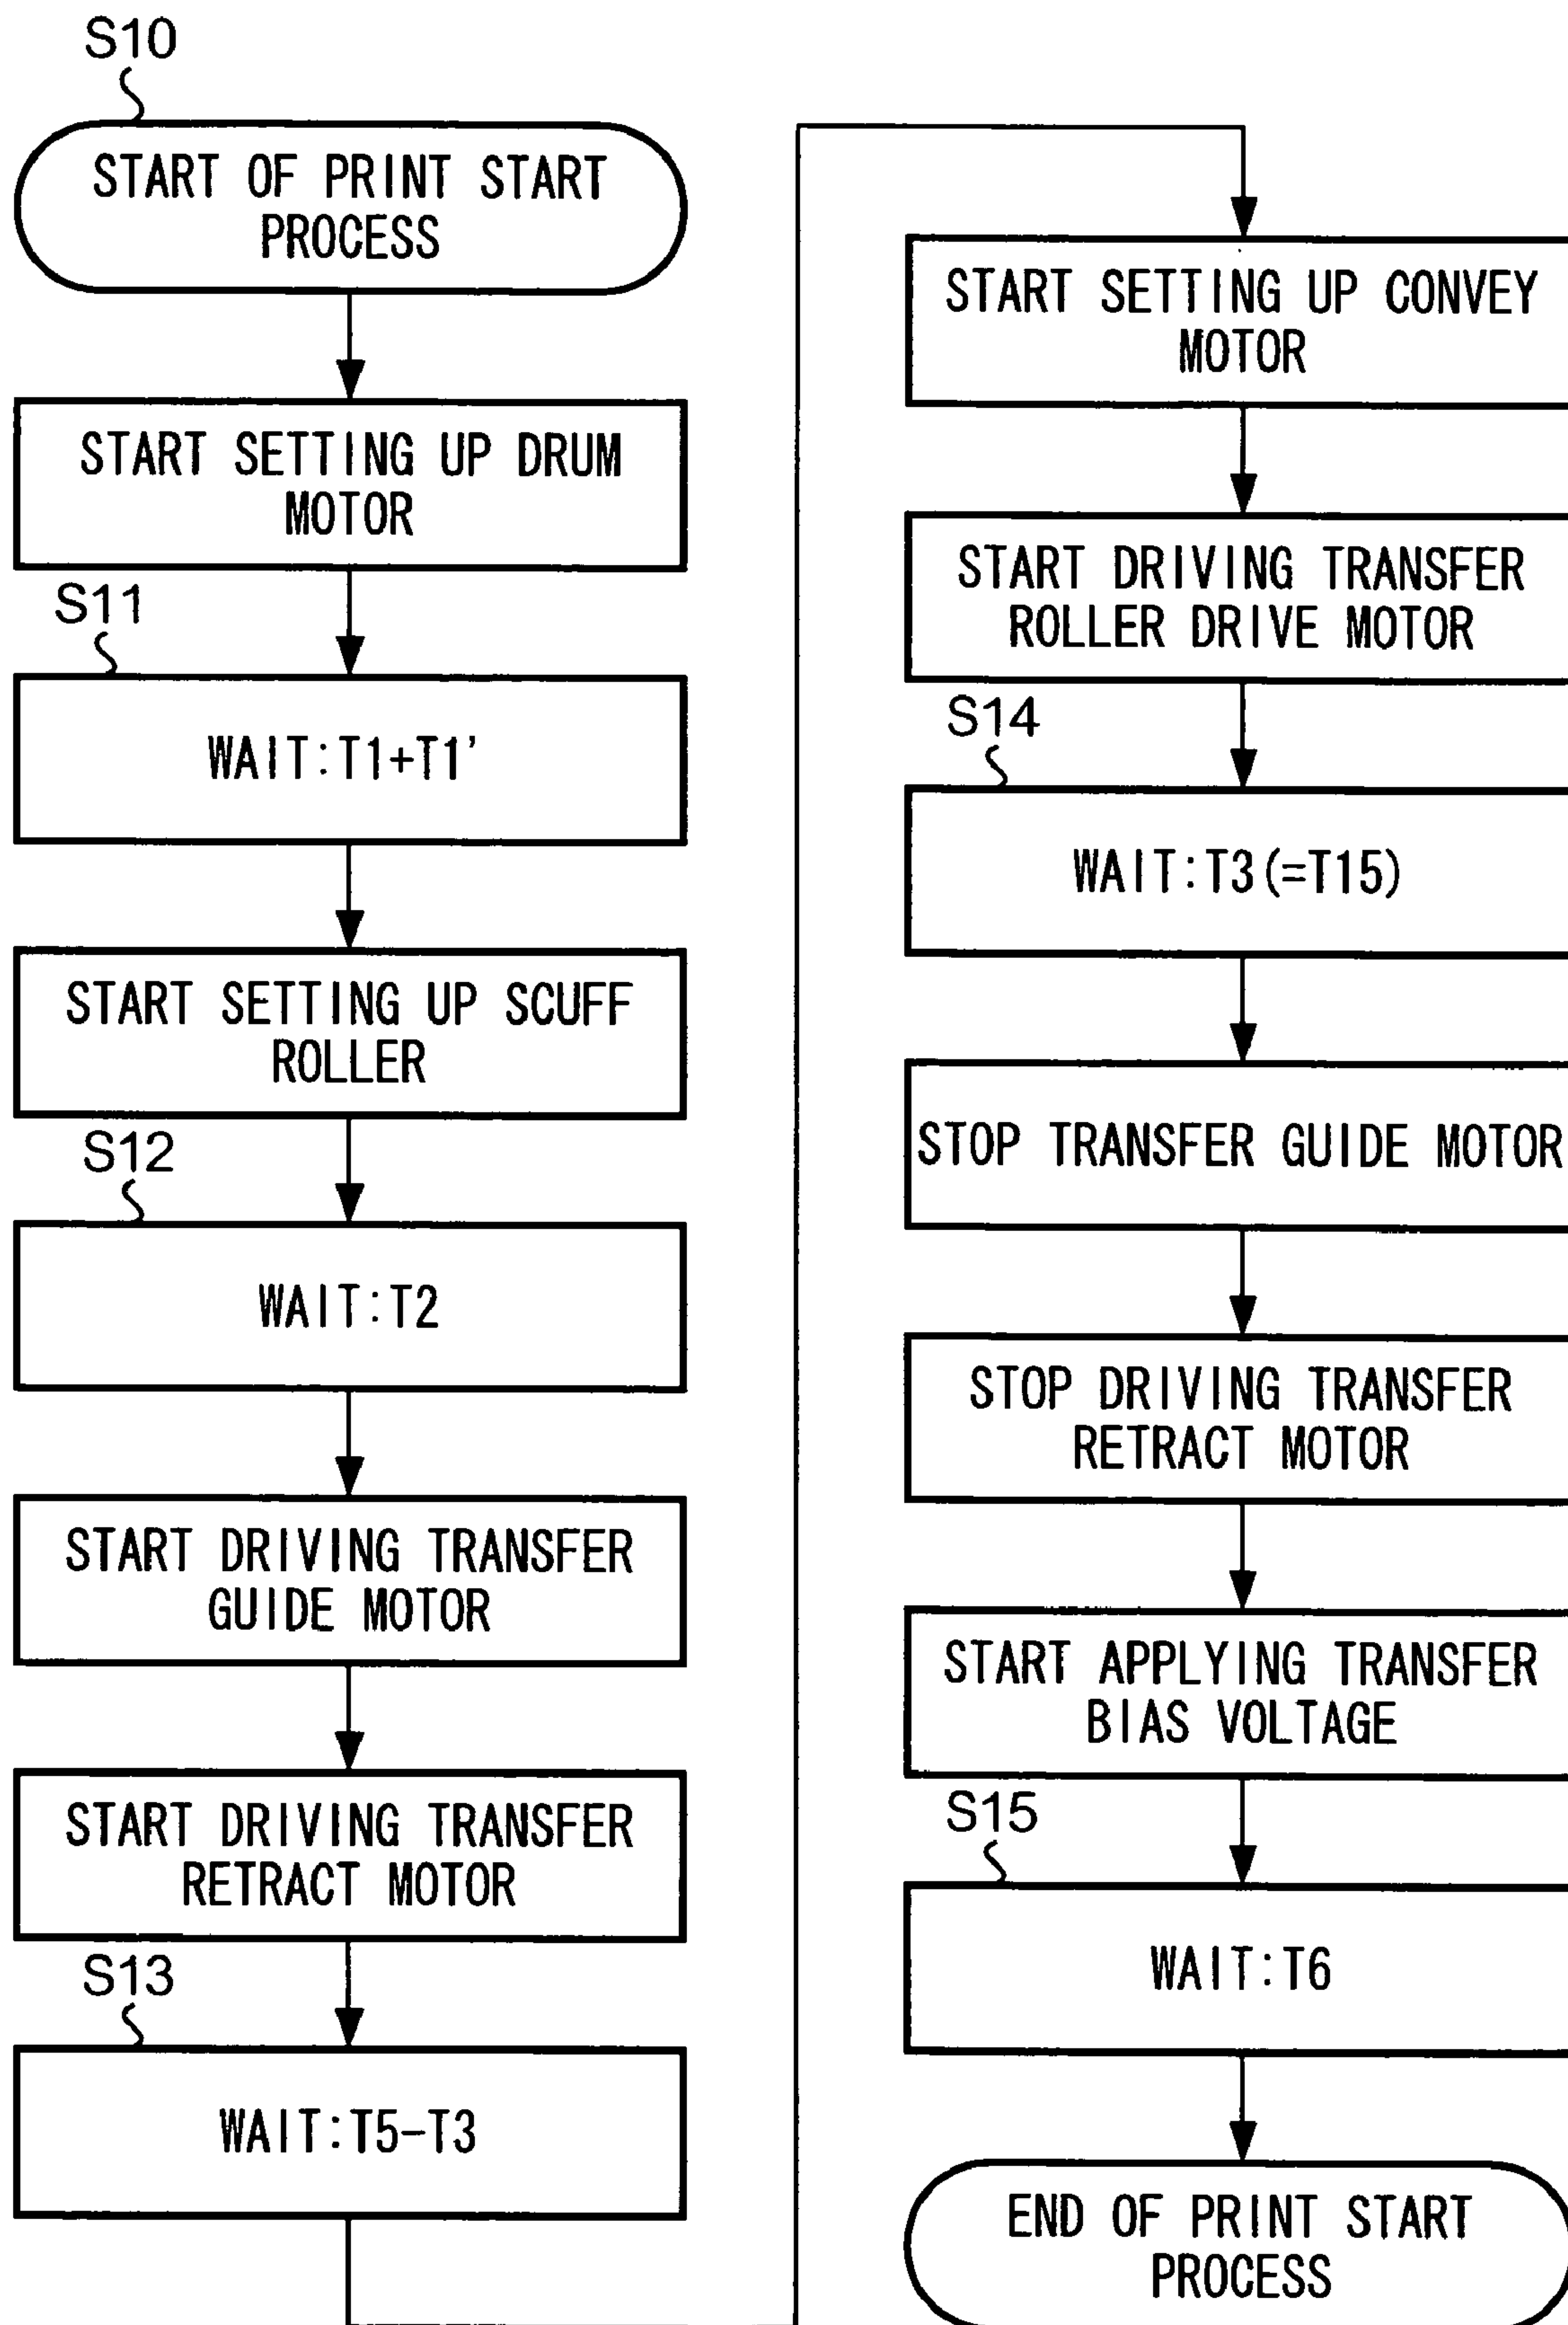 S10
START OF PRINT START
PROCESS
START SETTING UP DRUM
MOTOR
S11
WAIT:T1+T1'
START SETTING UP SCUFF
ROLLER
S12
WAIT:T2
START DRIVING TRANSFER
GUIDE MOTOR
START DRIVING TRANSFER
RETRACT MOTOR
S13
WAIT:T5-T3
START SETTING UP CONVEY
MOTOR
START DRIVING TRANSFER
ROLLER DRIVE MOTOR
S14
WAIT:T3(=T15)
STOP TRANSFER GUIDE MOTOR
STOP DRIVING TRANSFER
RETRACT MOTOR
START APPLYING TRANSFER
BIAS VOLTAGE
S15
WAIT:T6
END OF PRINT START
PROCESS